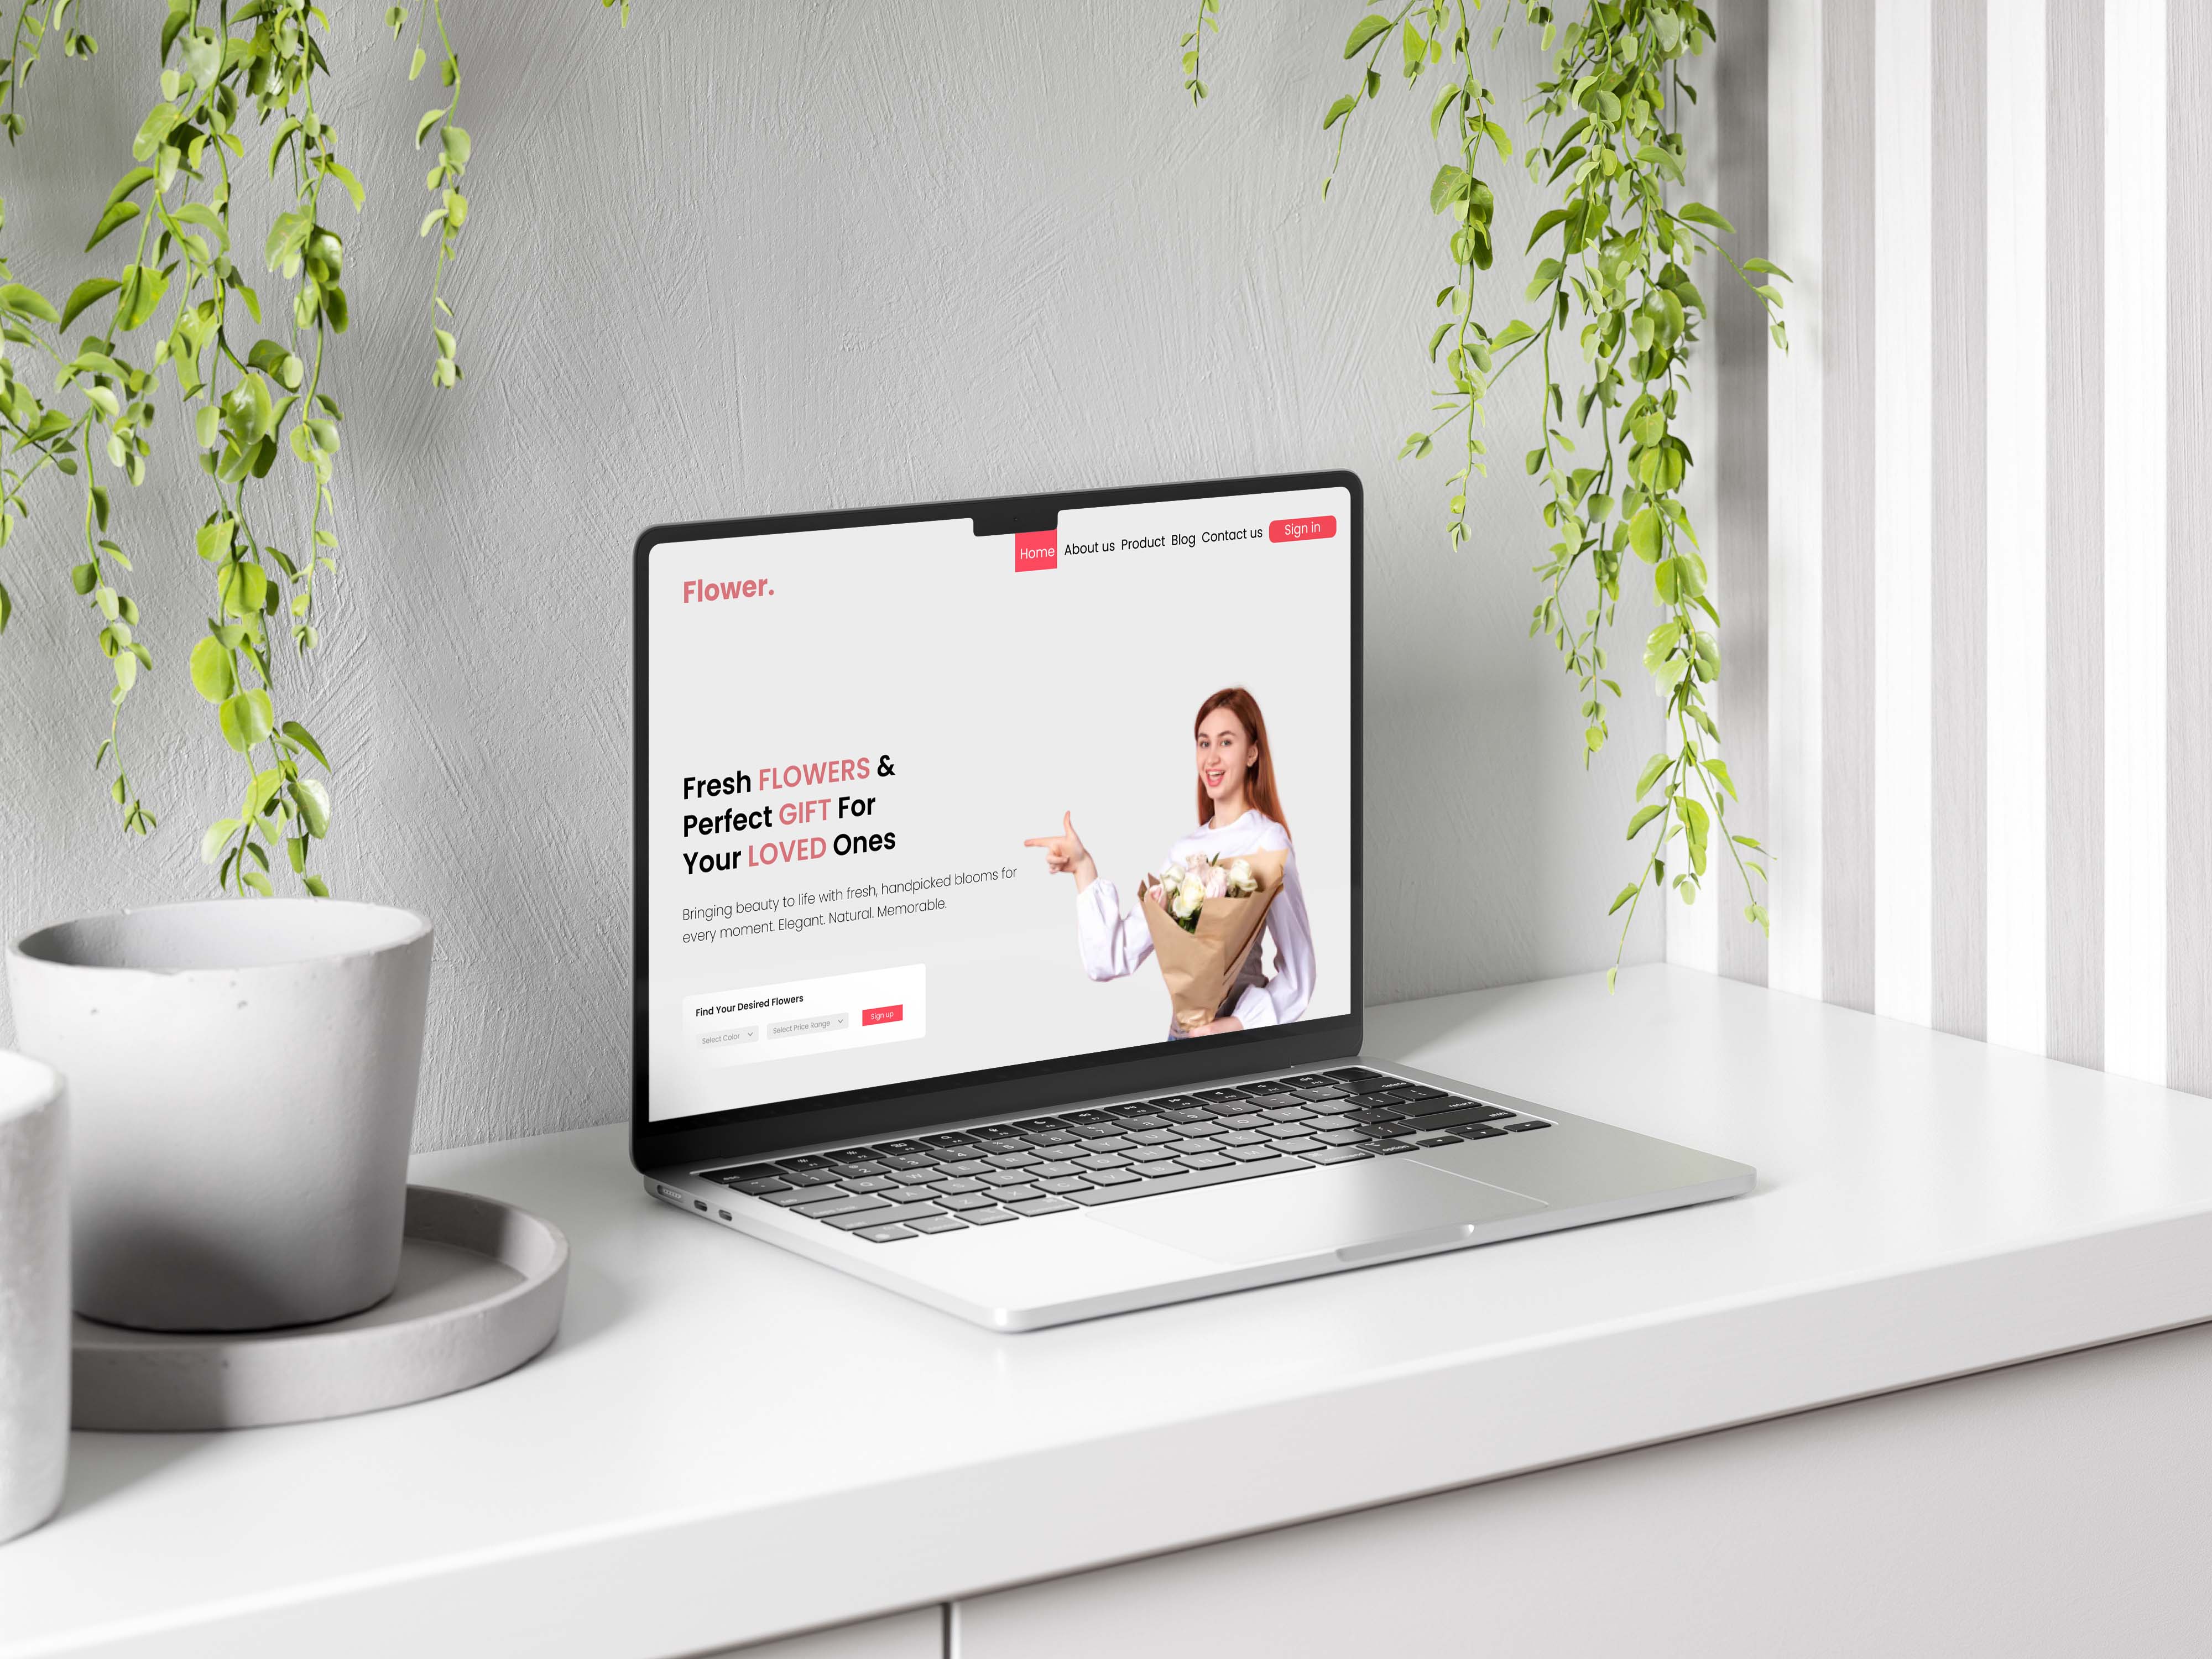 Home About us Product Blog Contact us Sign in
Flower.
Fresh FLOWERS &
Perfect GIFT For
Your LOVED Ones
Bringing beauty to life with fresh, handpicked blooms for
every moment. Elegant. Natural. Memorable.
Find Your Desired Flowers
Select Color Select Price Range Sign up